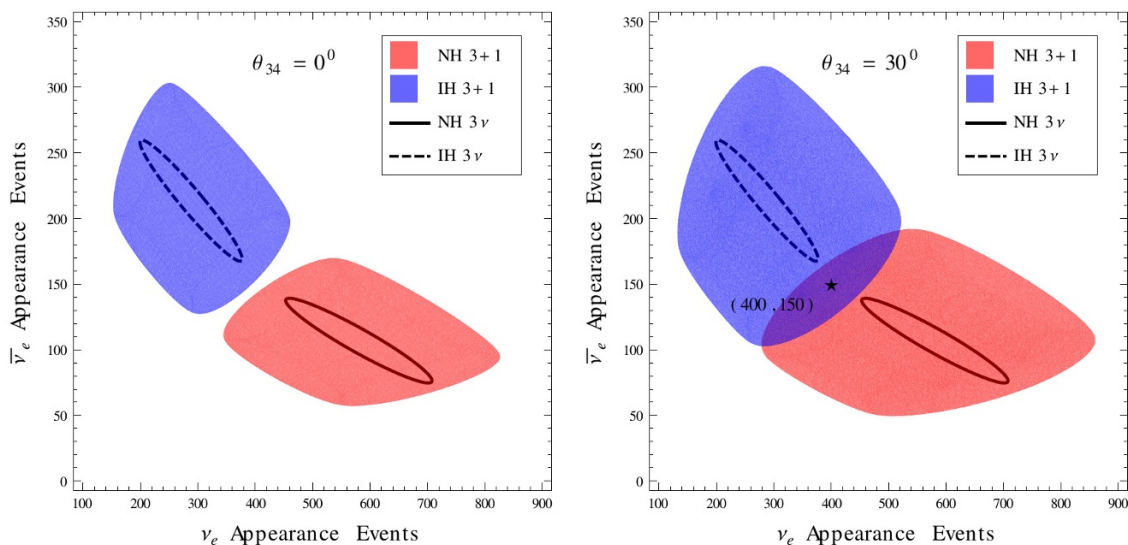 350
300
250
200
150
100
50
0
100 200 300 400 500 600 700 800 900
ν̅e Appearance Events
νe Appearance Events
θ34 = 0⁰
NH 3+1
IH 3+1
NH 3ν
IH 3ν
350
300
250
200
150
100
50
0
100 200 300 400 500 600 700 800 900
ν̅e Appearance Events
νe Appearance Events
θ34 = 30⁰
NH 3+1
IH 3+1
NH 3ν
IH 3ν
(400,150)